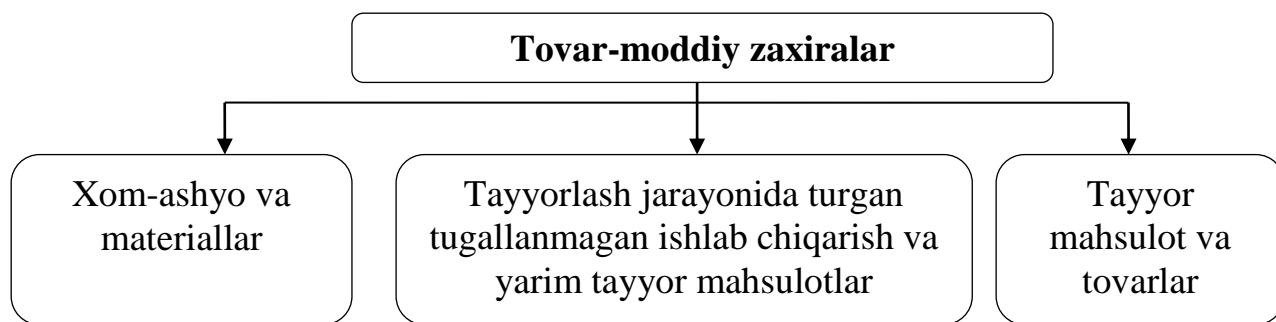 Tovar-moddiy zaxiralar
Xom-ashyo va
materiallar
Tayyorlash jarayonida turgan
tugallanmagan ishlab chiqarish va
yarim tayyor mahsulotlar
Tayyor
mahsulot va
tovarlar